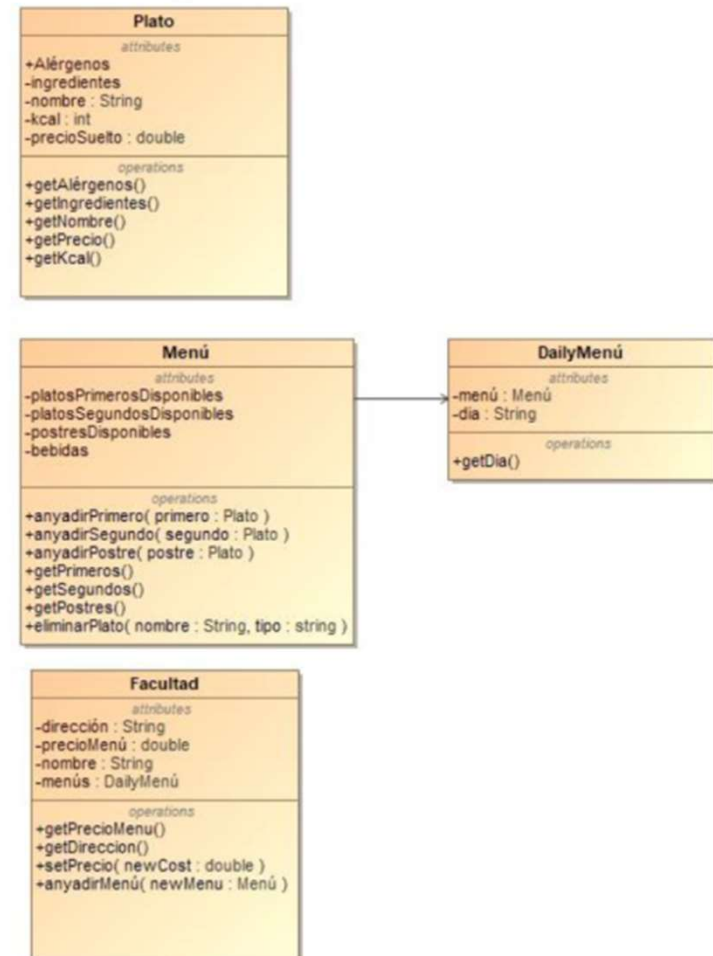 Plato
attributes
+Alérgenos
-ingredientes
-nombre : String
-kcal : int
-precioSuelto : double
operations
+getAlérgenos()
+getIngredientes()
+getNombre()
+getPrecio()
+getKcal()
Menú
attributes
-platosPrimerosDisponibles
-platosSegundosDisponibles
-postresDisponibles
-bebidas
operations
+anyadirPrimero( primero : Plato )
+anyadirSegundo( segundo : Plato )
+anyadirPostre( postre : Plato )
+getPrimeros()
+getSegundos()
+getPostres()
+eliminarPlato( nombre : String, tipo : string )
DailyMenú
attributes
-menú : Menú
-dia : String
operations
+getDia()
Facultad
attributes
-dirección : String
-precioMenú : double
-nombre : String
-menús : DailyMenú
operations
+getPrecioMenu()
+getDireccion()
+setPrecio( newCost : double )
+anyadirMenú( newMenu : Menú )